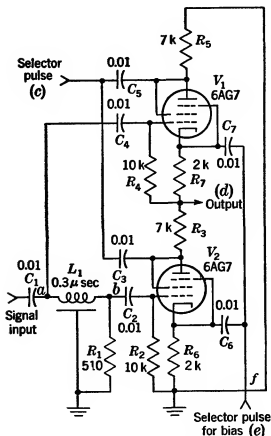 7 k R5
0.01
Selector
pulse
(c)
C5
V1
6AG7
0.01
C4
C7
0.01
10 k
R4
2 k
R7
(d)
Output
7 k R3
0.01
C3
V2
6AG7
L1
0.3 μ sec
0.01
C1
a
b
C2
0.01
0.01
C6
Signal
input
R1
510
R2
10 k
R6
2 k
f
Selector pulse
for bias (e)